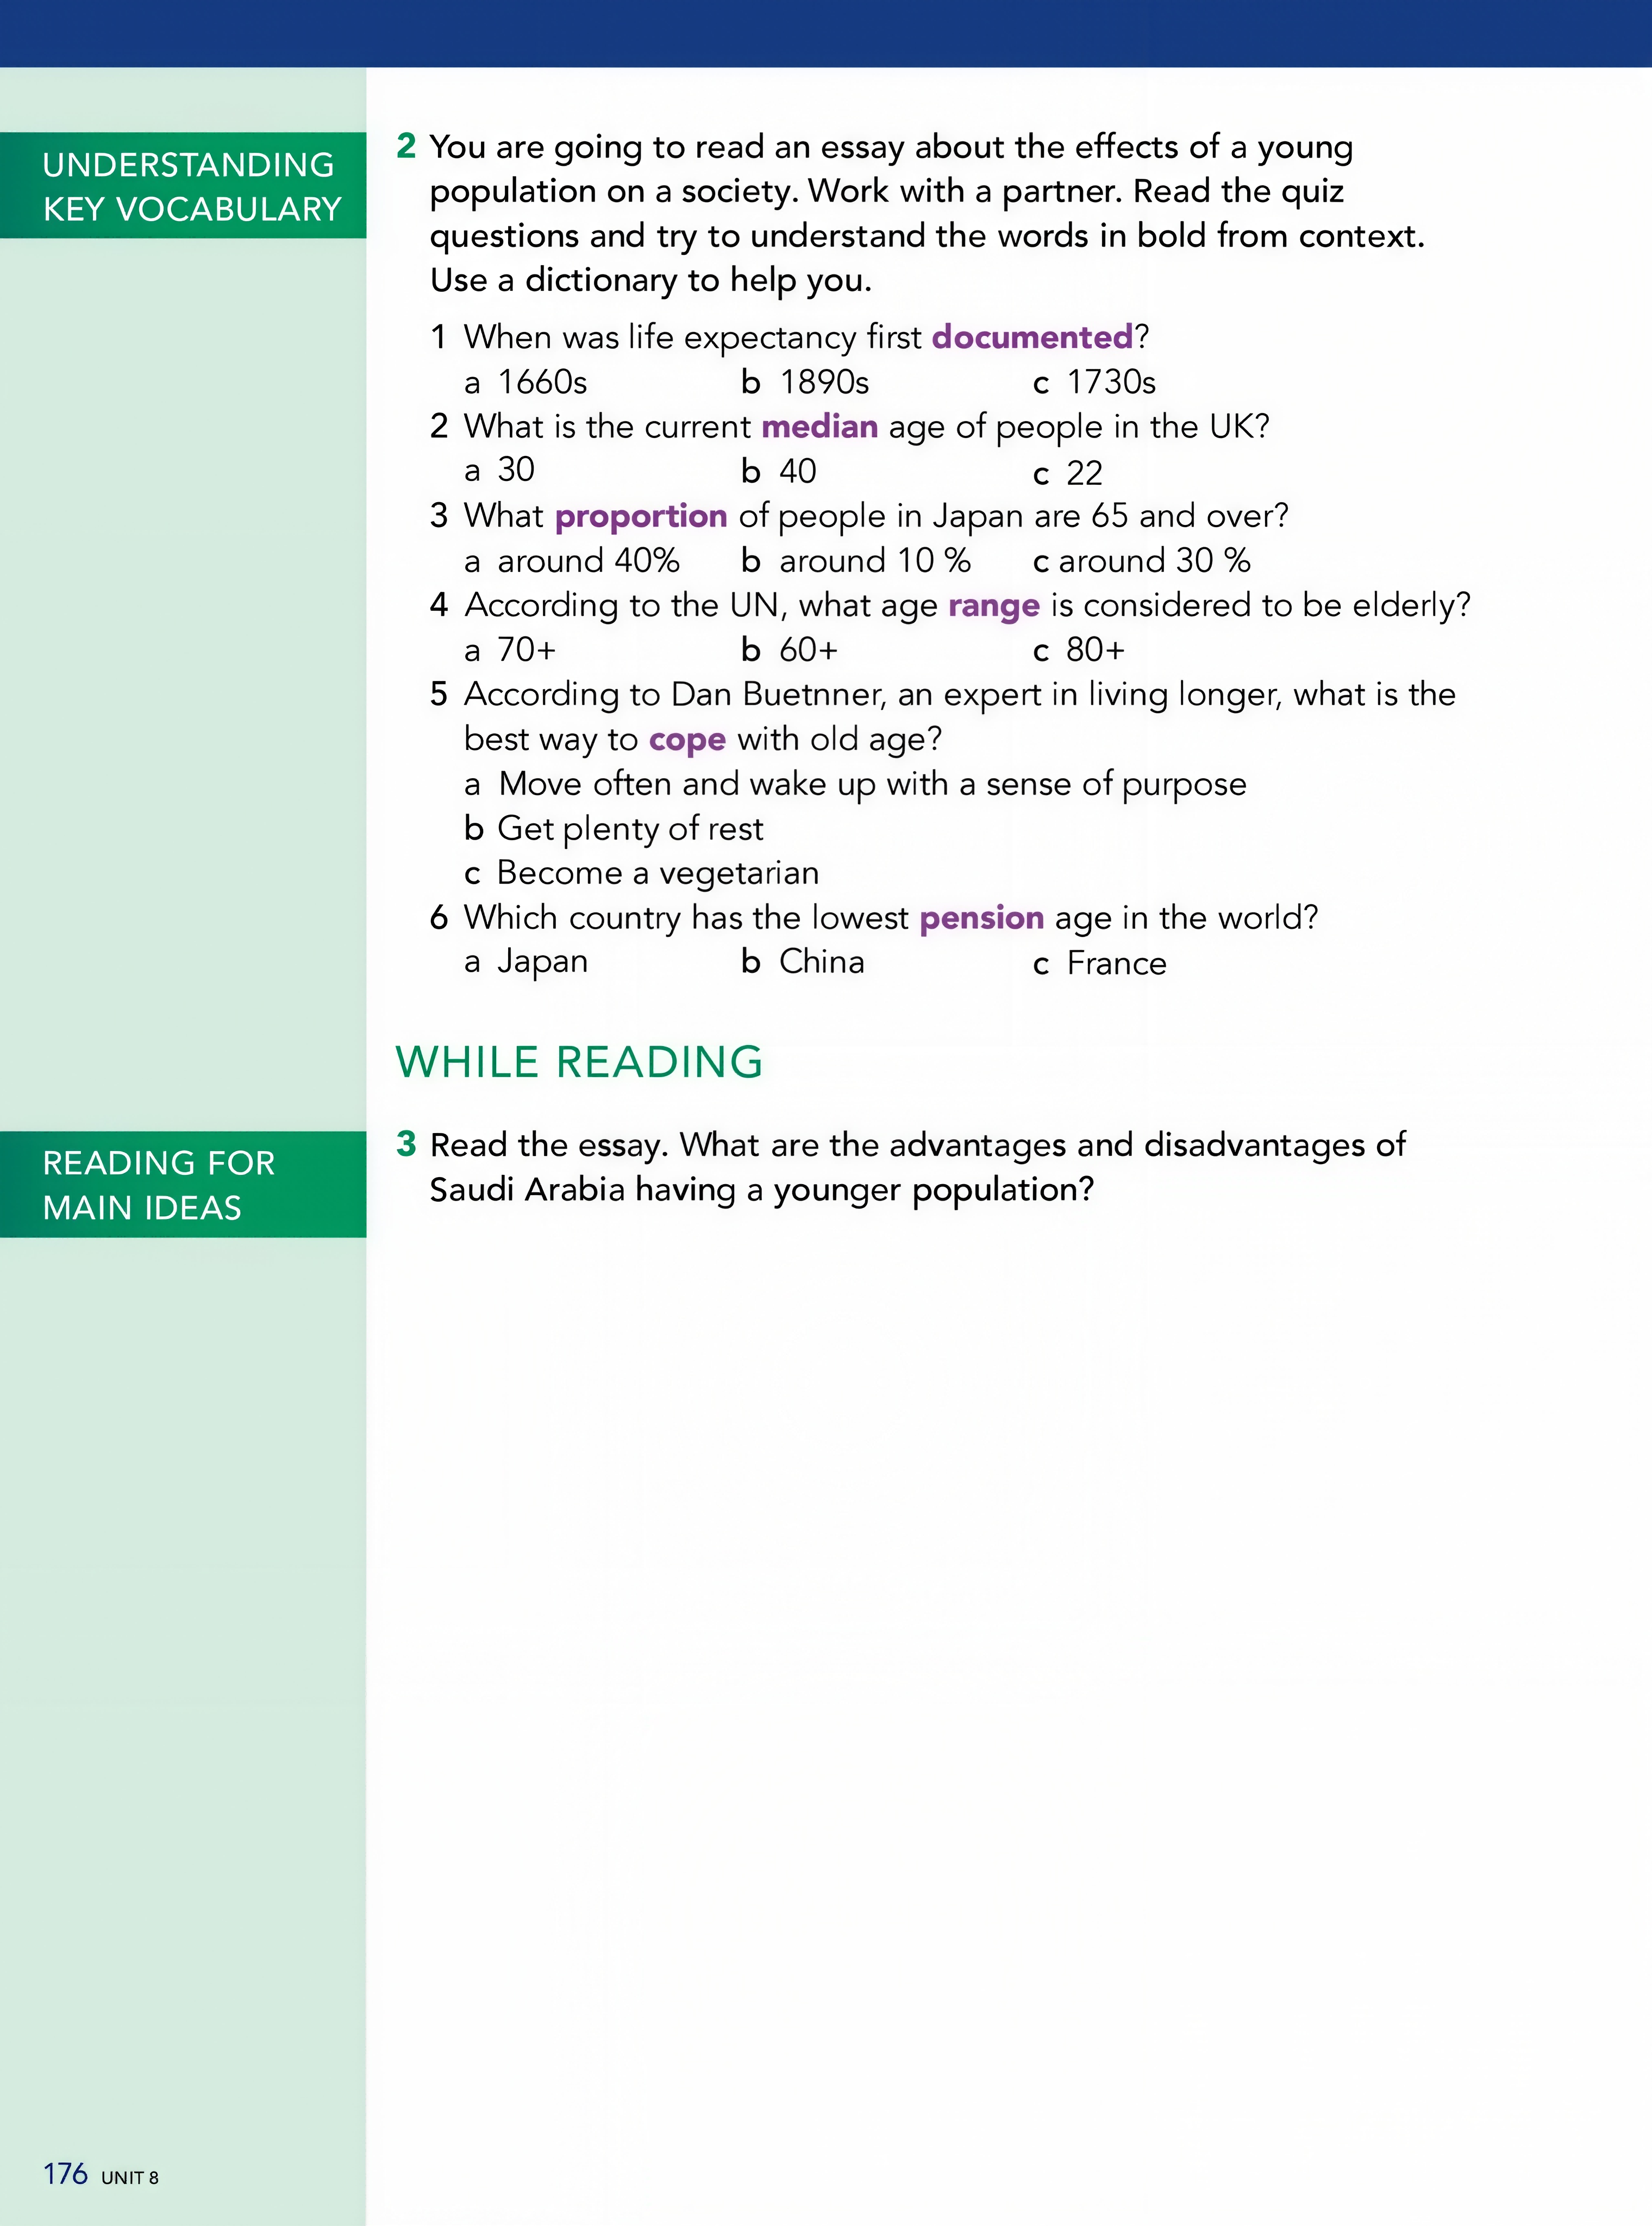 UNDERSTANDING
KEY VOCABULARY
2 You are going to read an essay about the effects of a young
population on a society. Work with a partner. Read the quiz
questions and try to understand the words in bold from context.
Use a dictionary to help you.
1 When was life expectancy first documented?
a 1660s b 1890s c 1730s
2 What is the current median age of people in the UK?
a 30 b 40 c 22
3 What proportion of people in Japan are 65 and over?
a around 40% b around 10 % c around 30 %
4 According to the UN, what age range is considered to be elderly?
a 70+ b 60+ c 80+
5 According to Dan Buetnner, an expert in living longer, what is the
best way to cope with old age?
a Move often and wake up with a sense of purpose
b Get plenty of rest
c Become a vegetarian
6 Which country has the lowest pension age in the world?
a Japan b China c France
WHILE READING
READING FOR
MAIN IDEAS
3 Read the essay. What are the advantages and disadvantages of
Saudi Arabia having a younger population?
176 UNIT 8